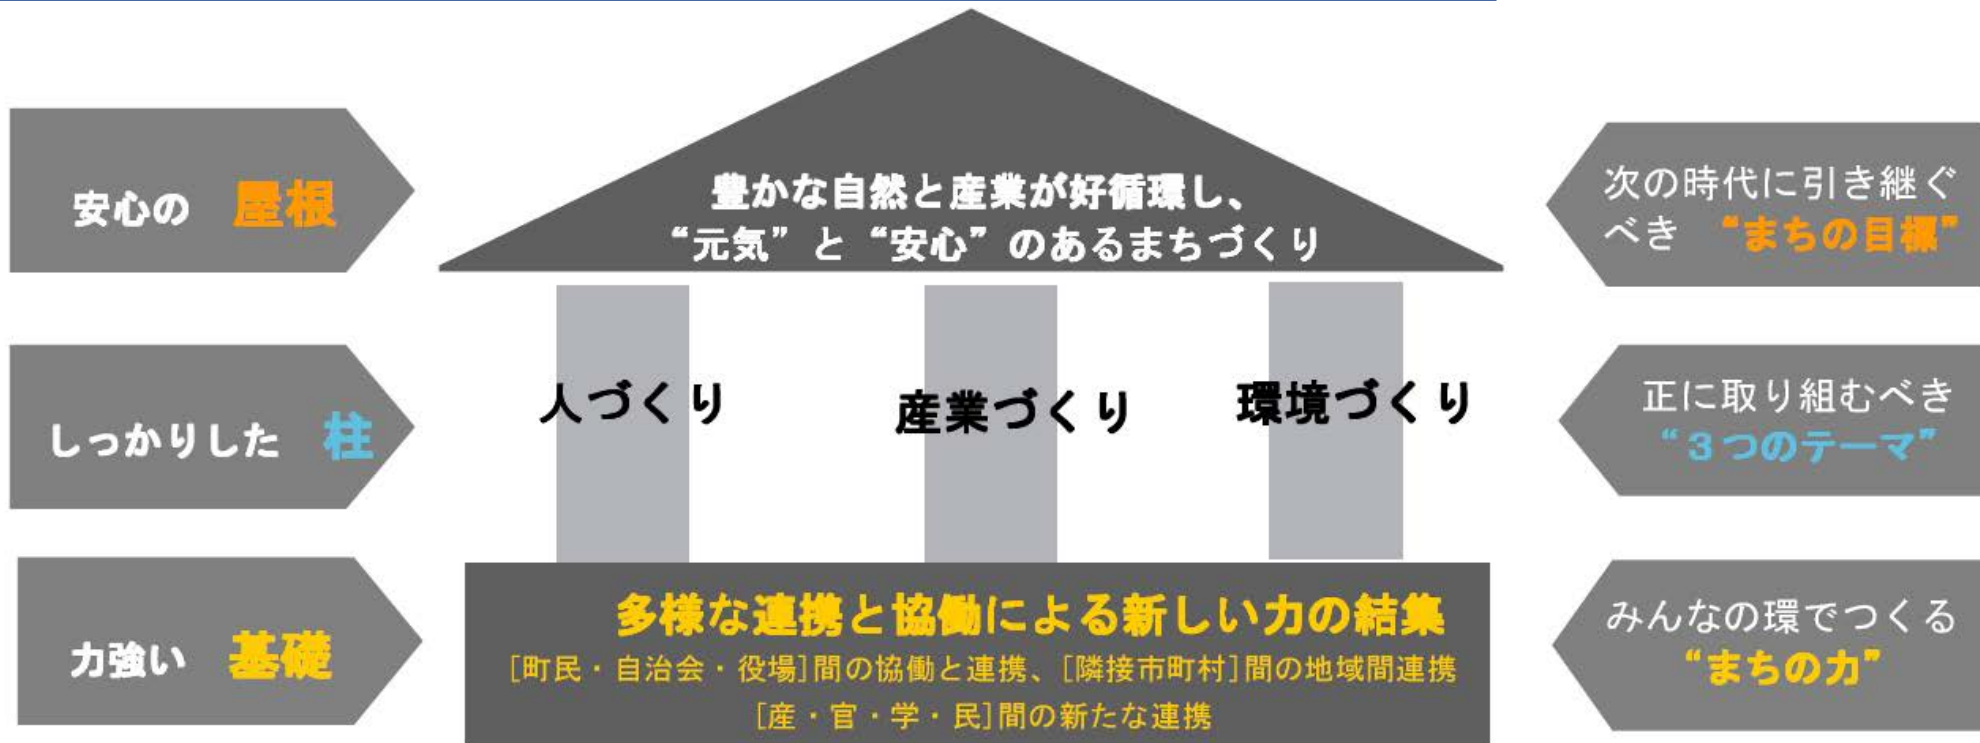 安心の 屋根
豊かな自然と産業が好循環し、
“元気”と“安心”のあるまちづくり
次の時代に引き継ぐ
べき “まちの目標”
しっかりした 柱
人づくり
産業づくり
環境づくり
正に取り組むべき
“３つのテーマ”
力強い 基礎
多様な連携と協働による新しい力の結集
[町民・自治会・役場]間の協働と連携、[隣接市町村]間の地域間連携
[産・官・学・民]間の新たな連携
みんなの環でつくる
“まちの力”